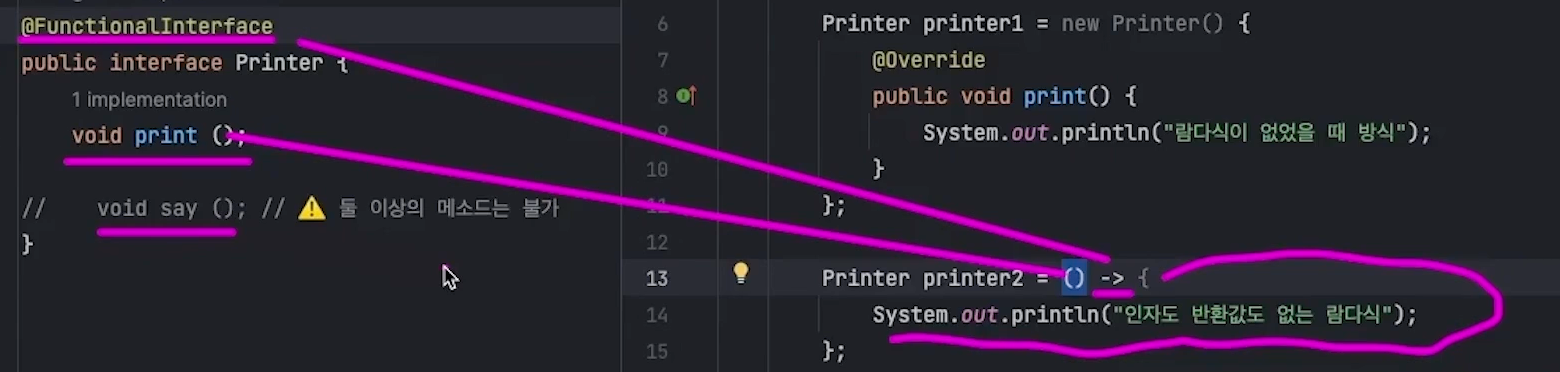 @FunctionalInterface
public interface Printer {
1 implementation
void print ();
// void say (); // ⚠️ 둘 이상의 메소드는 불가
}
6 Printer printer1 = new Printer() {
7 @Override
8 public void print() {
9 System.out.println("람다식이 없었을 때 방식");
10 }
11 };
12
13 Printer printer2 = () -> {
14 System.out.println("인자도 반환값도 없는 람다식");
15 };